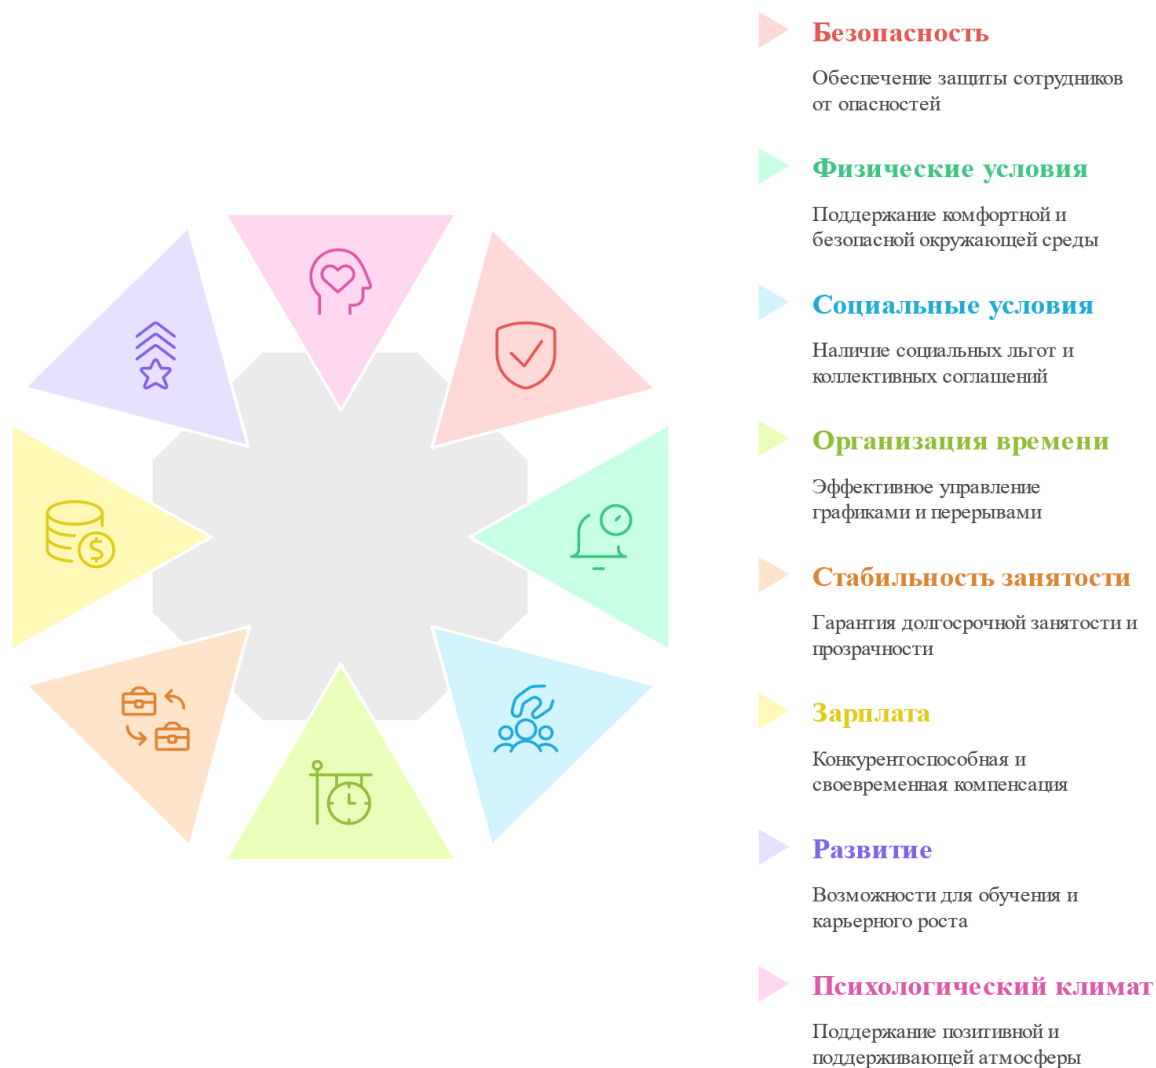 Безопасность
Обеспечение защиты сотрудников
от опасностей
Физические условия
Поддержание комфортной и
безопасной окружающей среды
Социальные условия
Наличие социальных льгот и
коллективных соглашений
Организация времени
Эффективное управление
графиками и перерывами
Стабильность занятости
Гарантия долгосрочной занятости и
прозрачности
Зарплата
Конкурентоспособная и
своевременная компенсация
Развитие
Возможности для обучения и
карьерного роста
Психологический климат
Поддержание позитивной и
поддерживающей атмосферы